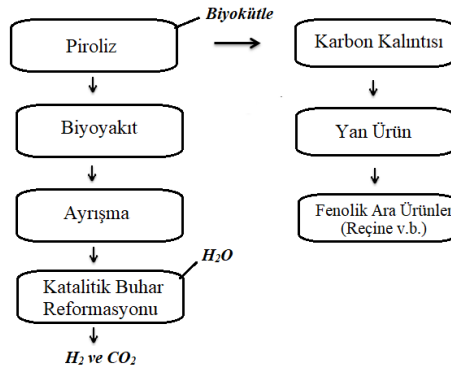 Biyokütle
Piroliz
Karbon Kalıntısı
Biyoyakıt
Yan Ürün
Ayrışma
Fenolik Ara Ürünler
(Reçine v.b.)
H₂O
Katalitik Buhar
Reformasyonu
H₂ ve CO₂